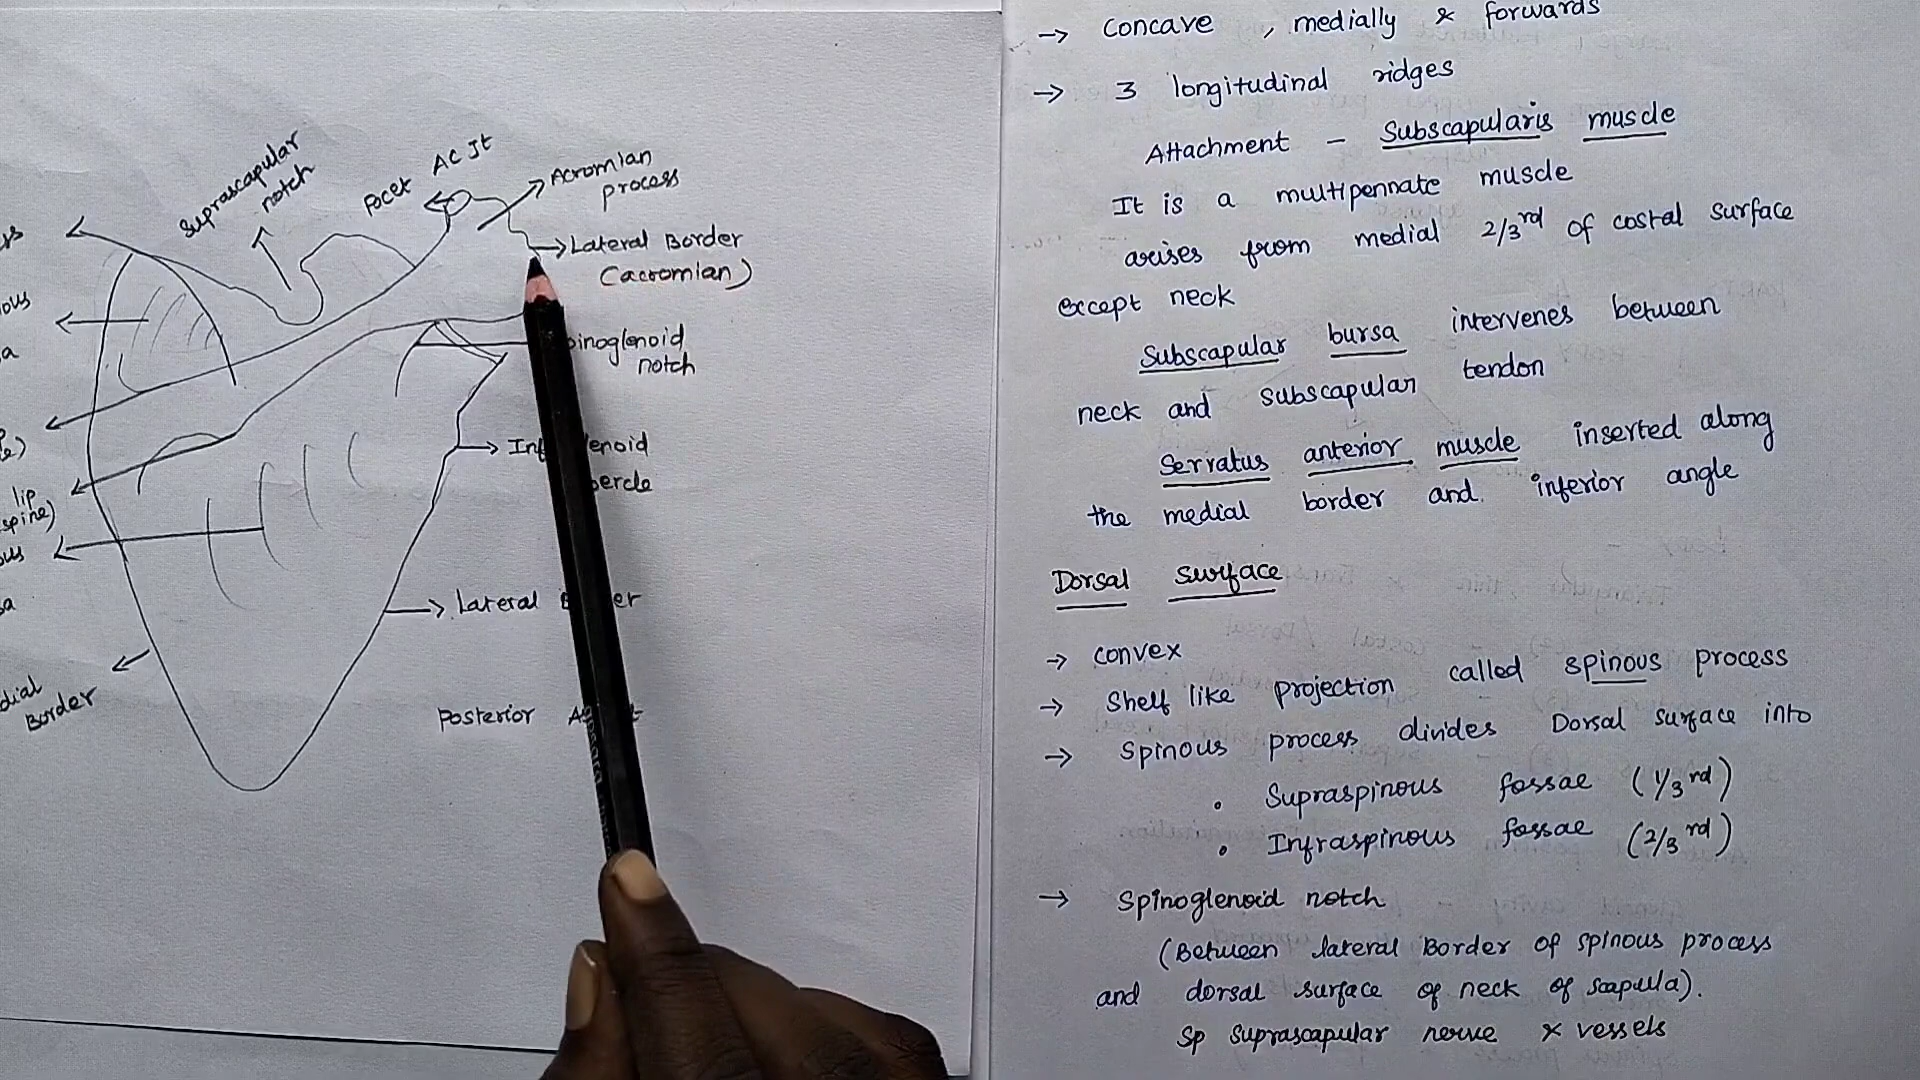 Suprascapular
notch
Facet AC Jt
Acromian
process
Lateral Border
(acromian)
notch
Lateral
Border
Posterior
lip
spine)
→ Concave , medially & forwards
→ 3 longitudinal ridges
Attachment - Subscapularis muscle
It is a multipennate muscle
arises from medial 2/3rd of costal surface
except neck
Subscapular bursa intervenes between
neck and subscapular tendon
Serratus anterior muscle inserted along
the medial border and inferior angle
Dorsal surface
→ convex
→ Shelf like projection called spinous process
→ Spinous process divides Dorsal surface into
• Supraspinous fossae (1/3rd)
• Infraspinous fossae (2/3rd)
→ Spinoglenoid notch
(Between lateral Border of spinous process
and dorsal surface of neck of scapula).
Sp suprascapular nerve & vessels